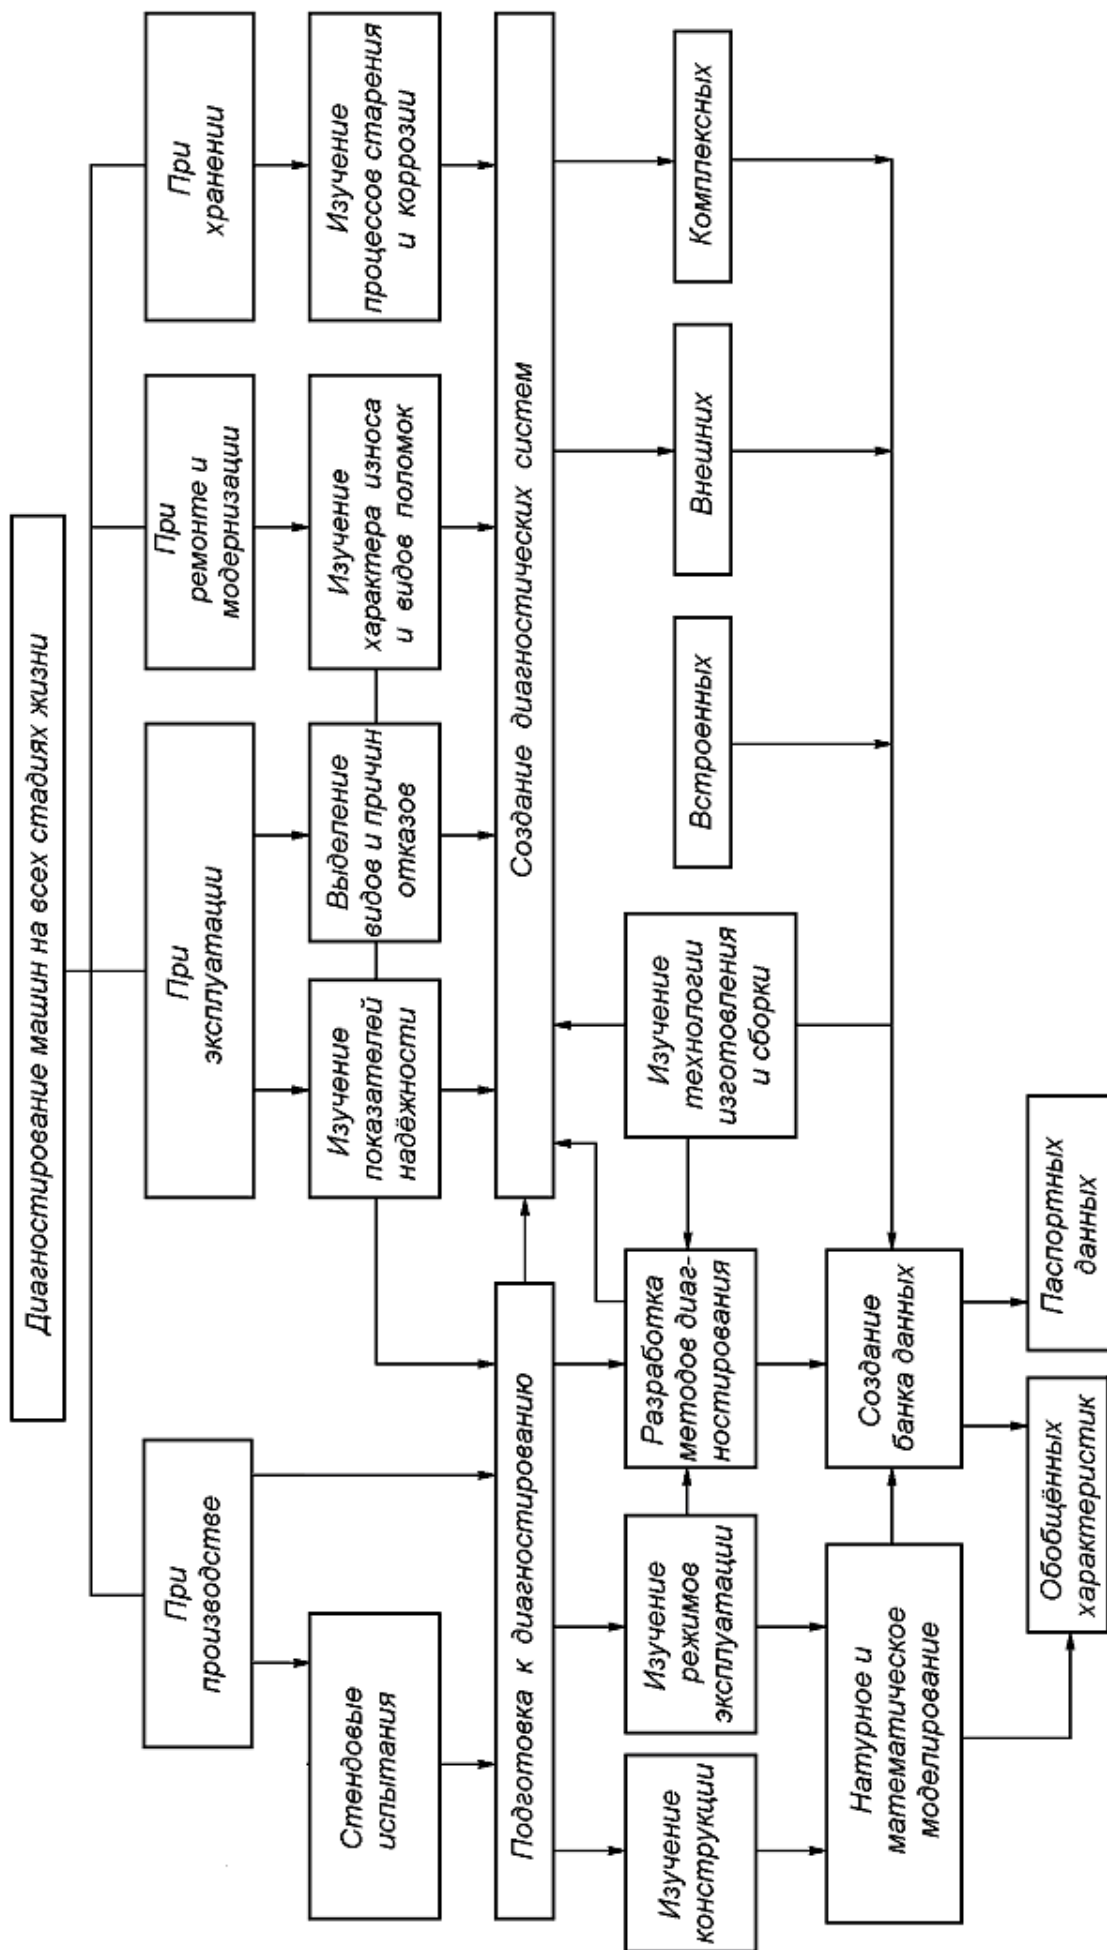 Диагностирование машин на всех стадиях жизни
При
производстве
При
эксплуатации
При
ремонте и
модернизации
При
хранении
Стендовые
испытания
Изучение
показателей
надёжности
Выделение
видов и причин
отказов
Изучение
характера износа
и видов поломок
Изучение
процессов старения
и коррозии
Подготовка к диагностированию
Создание диагностических систем
Изучение
конструкции
Изучение
режимов
эксплуатации
Разработка
методов диаг-
ностирования
Изучение
технологии
изготовления
и сборки
Встроенных
Внешних
Комплексных
Натурное и
математическое
моделирование
Создание
банка данных
Обобщённых
характеристик
Паспортных
данных